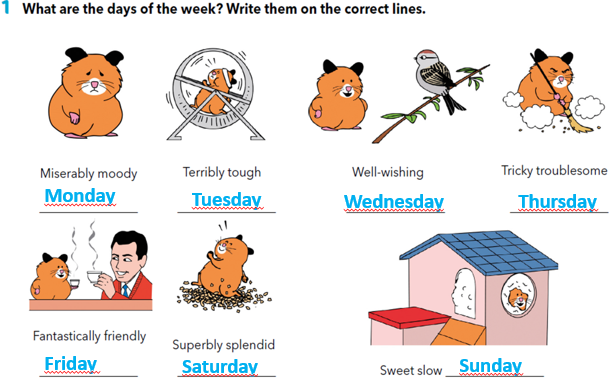 1 What are the days of the week? Write them on the correct lines.
Miserably moody
Terribly tough
Well-wishing
Tricky troublesome
Monday
Tuesday
Wednesday
Thursday
Fantastically friendly
Superbly splendid
Friday
Saturday
Sweet slow Sunday